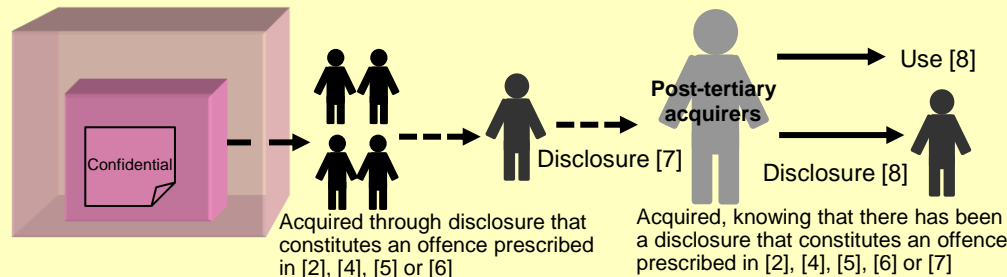 Confidential
Acquired through disclosure that
constitutes an offence prescribed
in [2], [4], [5] or [6]
Disclosure [7]
Post-tertiary
acquirers
Use [8]
Disclosure [8]
Acquired, knowing that there has been
a disclosure that constitutes an offence
prescribed in [2], [4], [5], [6] or [7]